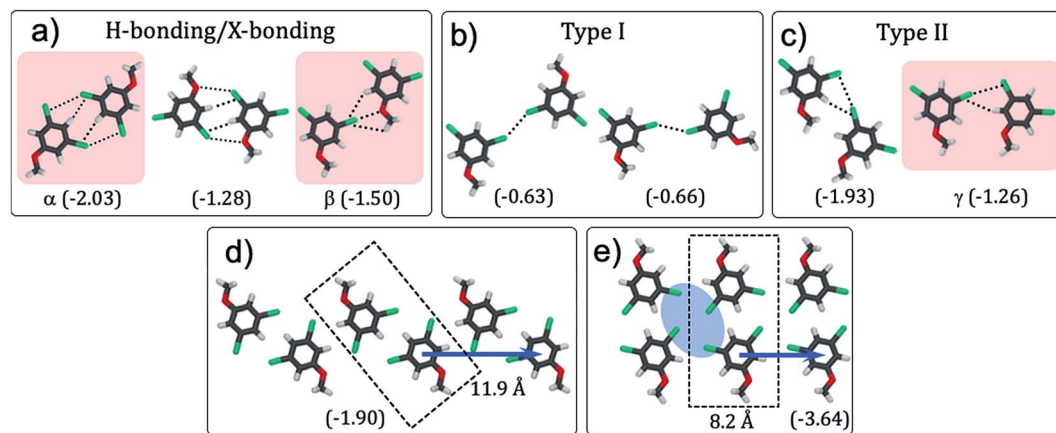 a)
H-bonding/X-bonding
α (-2.03)
(-1.28)
β (-1.50)
b)
Type I
(-0.63)
(-0.66)
c)
Type II
(-1.93)
γ (-1.26)
d)
(-1.90)
11.9 Å
e)
8.2 Å
(-3.64)